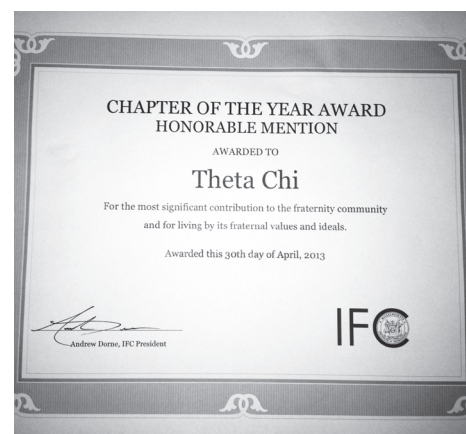 CHAPTER OF THE YEAR AWARD
HONORABLE MENTION
AWARDED TO
Theta Chi
For the most significant contribution to the fraternity community
and for living by its fraternal values and ideals.
Awarded this 30th day of April, 2013
Andrew Dorne, IFC President
IFC